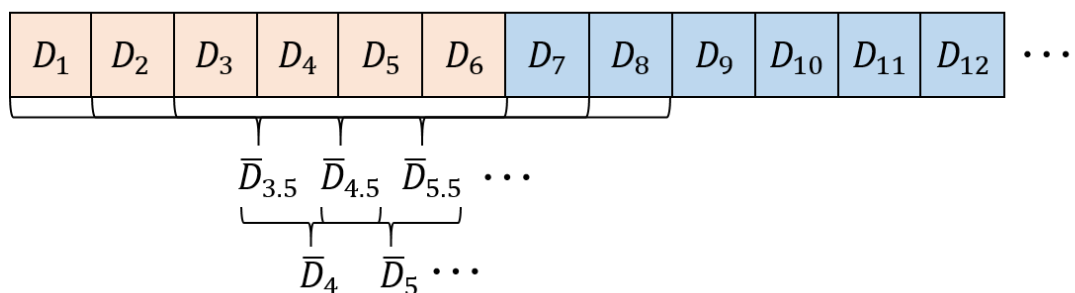 D₁ D₂ D₃ D₄ D₅ D₆ D₇ D₈ D₉ D₁₀ D₁₁ D₁₂ ⋯
D̅₃.₅ D̅₄.₅ D̅₅.₅ ⋯
D̅₄ D̅₅ ⋯